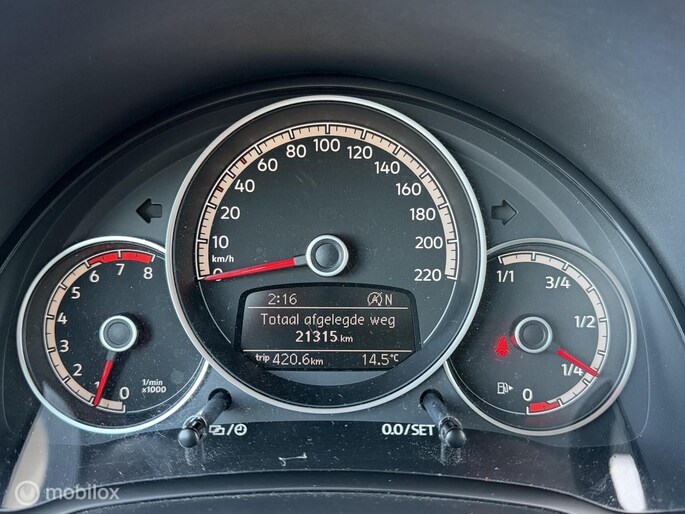 0 10 20 40 60 80 100 120 140 160 180 200 220
km/h
0 1 2 3 4 5 6 7 8
1/min
x1000
1/1 3/4 1/2 1/4 0
2:16 N
Totaal afgelegde weg
21315 km
trip 420.6 km 14.5°C
0.0/SET
© mobilox